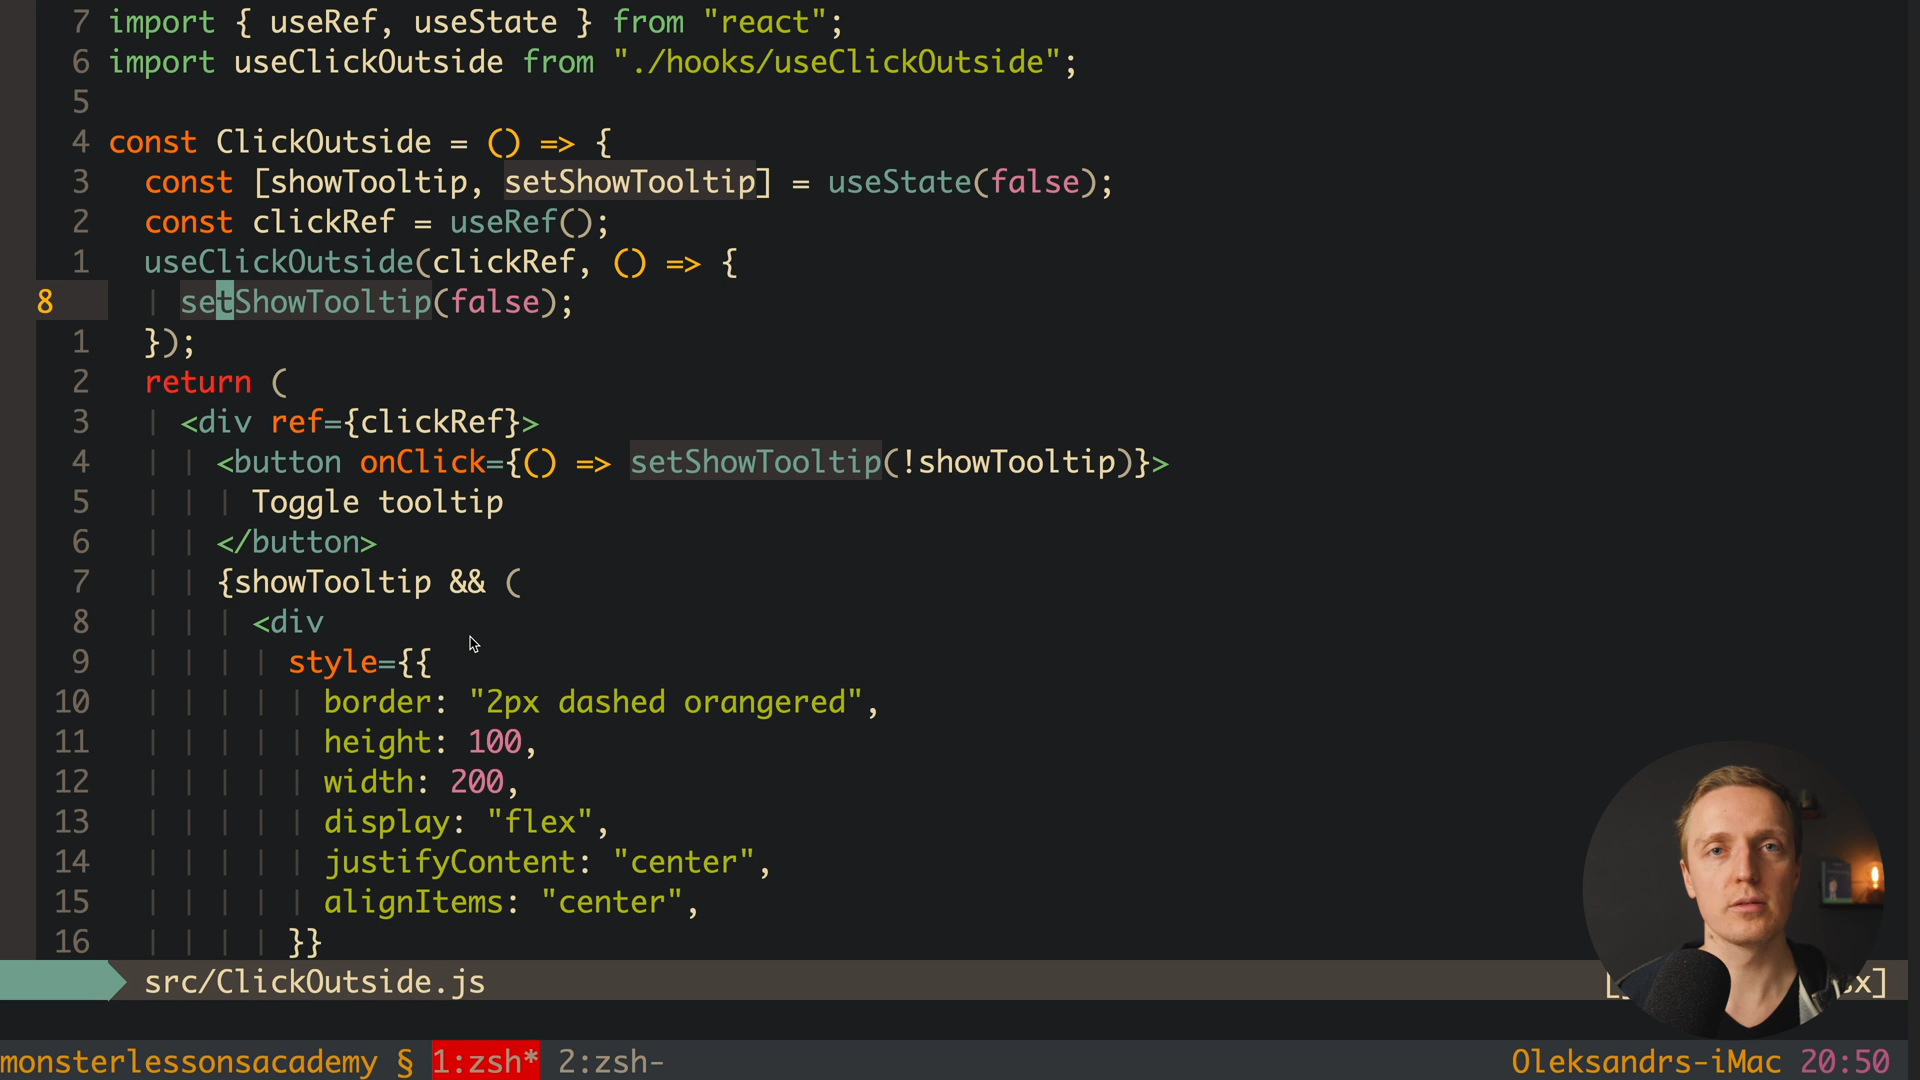 7 import { useRef, useState } from "react";
6 import useClickOutside from "./hooks/useClickOutside";
5
4 const ClickOutside = () => {
3 const [showTooltip, setShowTooltip] = useState(false);
2 const clickRef = useRef();
1 useClickOutside(clickRef, () => {
8 setShowTooltip(false);
1 });
2 return (
3 <div ref={clickRef}>
4 <button onClick={() => setShowTooltip(!showTooltip)}>
5 Toggle tooltip
6 </button>
7 {showTooltip && (
8 <div
9 style={{
10 border: "2px dashed orangered",
11 height: 100,
12 width: 200,
13 display: "flex",
14 justifyContent: "center",
15 alignItems: "center",
16 }}
src/ClickOutside.js
monsterlessonsacademy § 1:zsh* 2:zsh- Oleksandrs-iMac 20:50